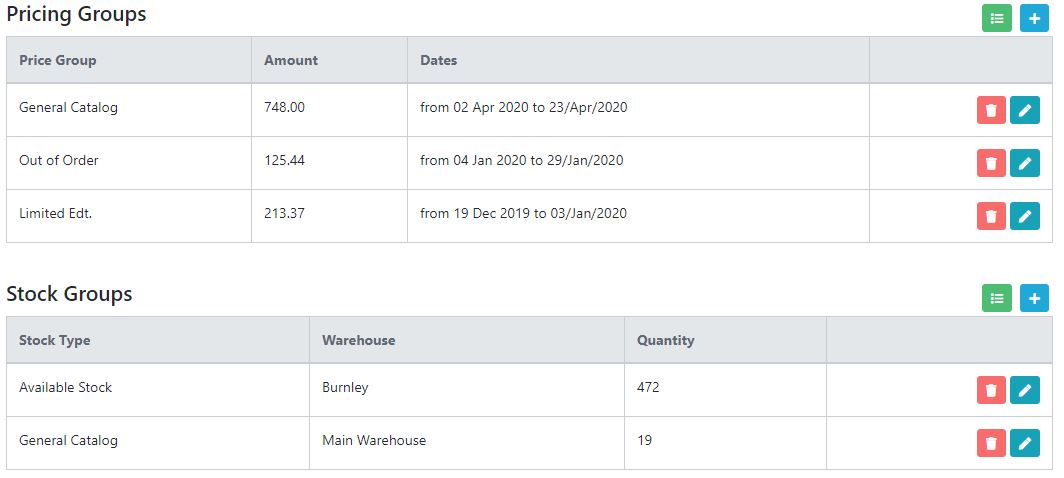 Pricing Groups
Price Group Amount Dates
General Catalog 748.00 from 02 Apr 2020 to 23/Apr/2020
Out of Order 125.44 from 04 Jan 2020 to 29/Jan/2020
Limited Edt. 213.37 from 19 Dec 2019 to 03/Jan/2020
Stock Groups
Stock Type Warehouse Quantity
Available Stock Burnley 472
General Catalog Main Warehouse 19